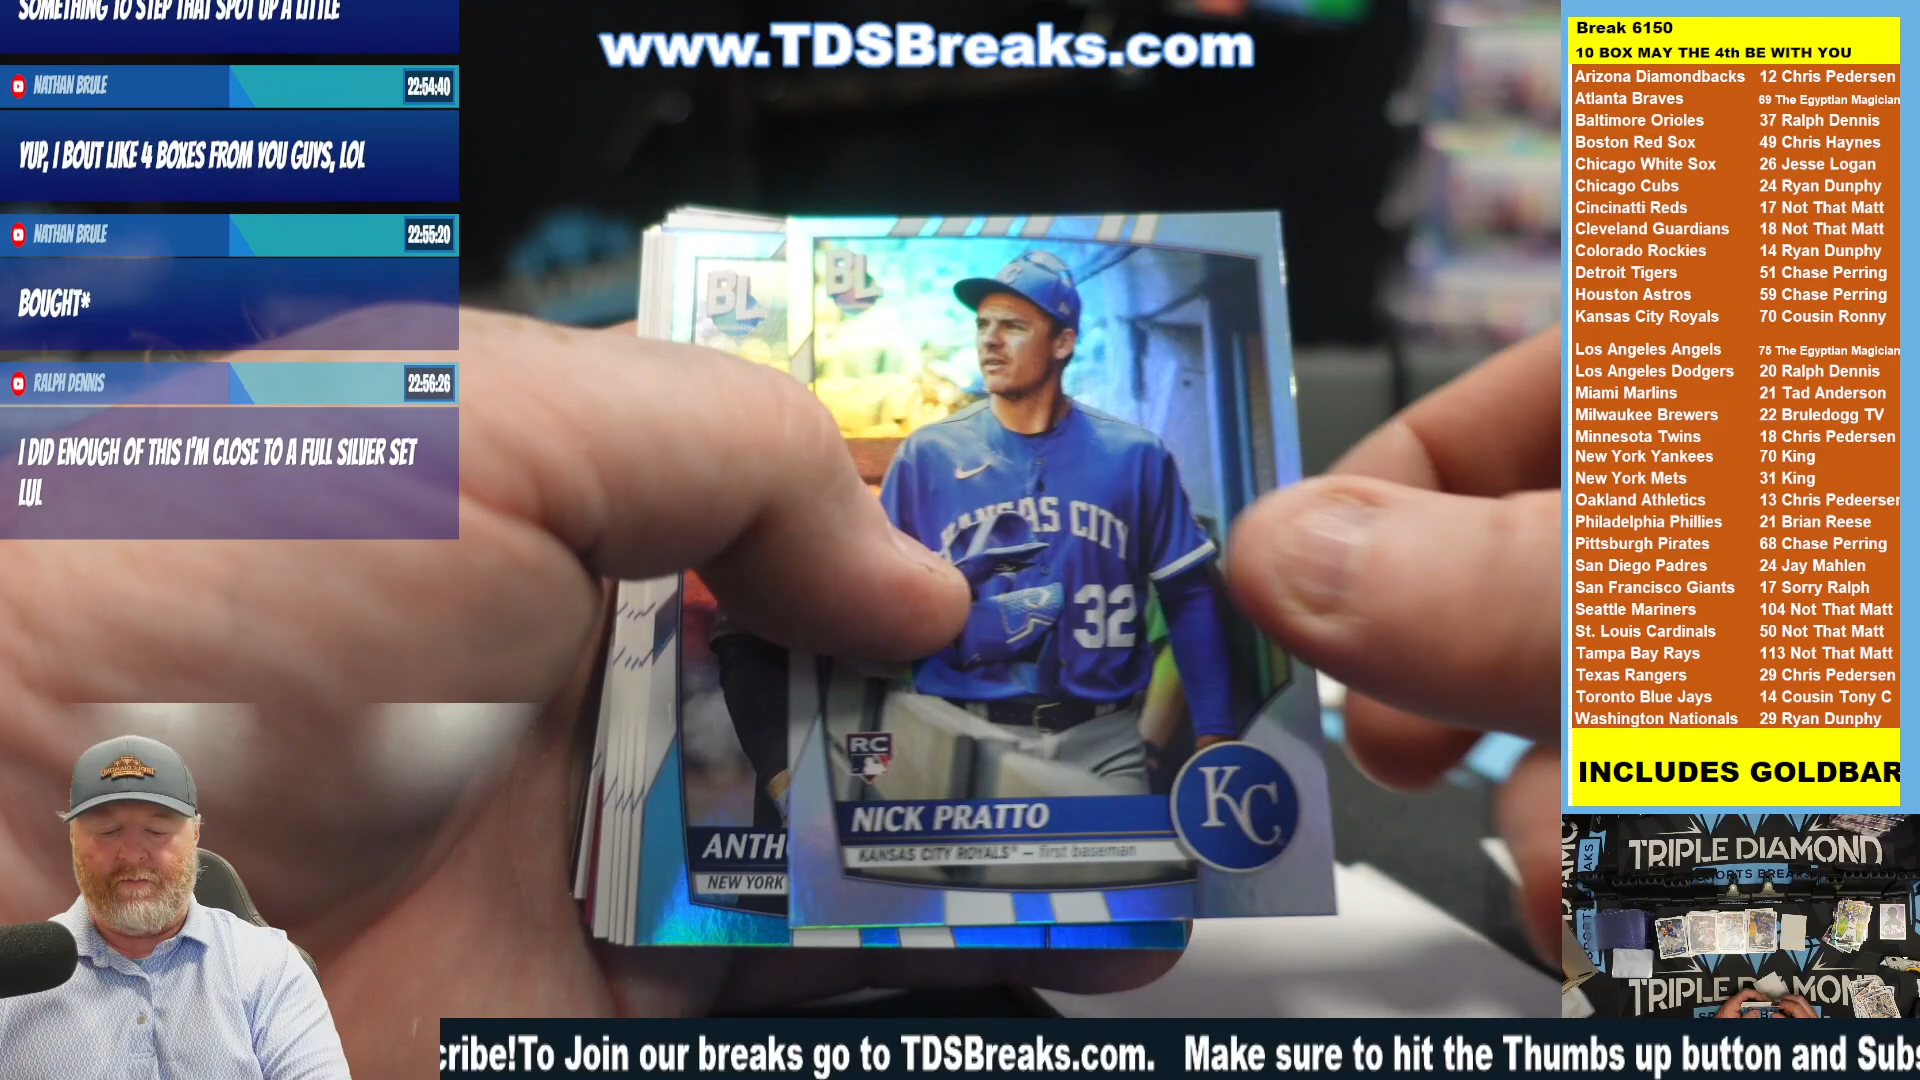 SOMETHING TO STEP THAT SPOT UP A LITTLE
NATHAN BRULE 22:54:40
YUP, I BOUT LIKE 4 BOXES FROM YOU GUYS, LOL
NATHAN BRULE 22:55:20
BOUGHT*
RALPH DENNIS 22:56:26
I DID ENOUGH OF THIS I'M CLOSE TO A FULL SILVER SET
LUL
www.TDSBreaks.com
BL
BL
KANSAS CITY
32
RC
NICK PRATTO
KANSAS CITY ROYALS® – first baseman
KC
ANTH
NEW YORK
Break 6150
10 BOX MAY THE 4th BE WITH YOU
Arizona Diamondbacks 12 Chris Pedersen
Atlanta Braves 69 The Egyptian Magician
Baltimore Orioles 37 Ralph Dennis
Boston Red Sox 49 Chris Haynes
Chicago White Sox 26 Jesse Logan
Chicago Cubs 24 Ryan Dunphy
Cincinatti Reds 17 Not That Matt
Cleveland Guardians 18 Not That Matt
Colorado Rockies 14 Ryan Dunphy
Detroit Tigers 51 Chase Perring
Houston Astros 59 Chase Perring
Kansas City Royals 70 Cousin Ronny
Los Angeles Angels 75 The Egyptian Magician
Los Angeles Dodgers 20 Ralph Dennis
Miami Marlins 21 Tad Anderson
Milwaukee Brewers 22 Bruledogg TV
Minnesota Twins 18 Chris Pedersen
New York Yankees 70 King
New York Mets 31 King
Oakland Athletics 13 Chris Pedeersen
Philadelphia Phillies 21 Brian Reese
Pittsburgh Pirates 68 Chase Perring
San Diego Padres 24 Jay Mahlen
San Francisco Giants 17 Sorry Ralph
Seattle Mariners 104 Not That Matt
St. Louis Cardinals 50 Not That Matt
Tampa Bay Rays 113 Not That Matt
Texas Rangers 29 Chris Pedersen
Toronto Blue Jays 14 Cousin Tony C
Washington Nationals 29 Ryan Dunphy
INCLUDES GOLDBAR
TRIPLE DIAMOND
SPORTS BREAKS
TRIPLE DIAMOND
cribe!To Join our breaks go to TDSBreaks.com. Make sure to hit the Thumbs up button and Subs